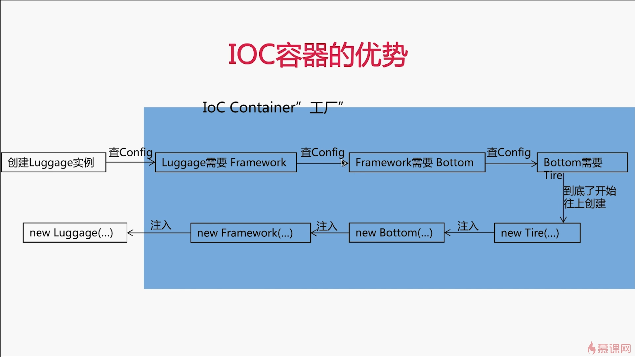 IOC容器的优势
IoC Container”工厂”
创建Luggage实例
查Config
Luggage需要 Framework
查Config
Framework需要 Bottom
查Config
Bottom需要
Tire
到底了开始
往上创建
new Luggage(...)
注入
new Framework(...)
注入
new Bottom(...)
注入
new Tire(...)
慕课网